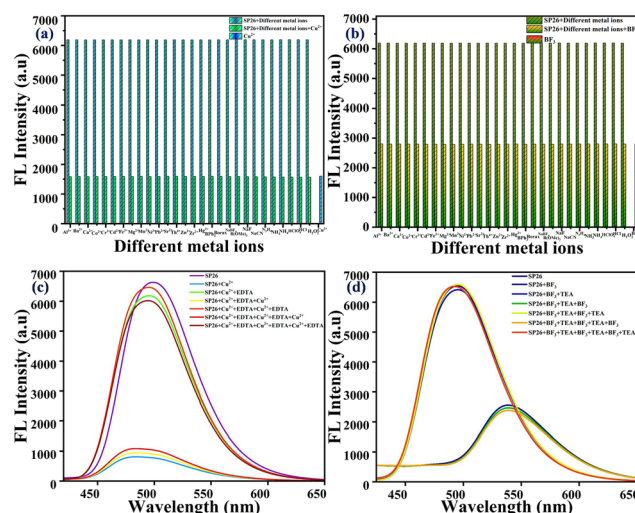 (a)
SP26+Different metal ions
SP26+Different metal ions+Cu²⁺
Cu²⁺
FL Intensity (a.u)
7000
6000
5000
4000
3000
2000
1000
0
Different metal ions
(b)
SP26+Different metal ions
SP26+Different metal ions+BF
BF₃
FL Intensity (a.u)
7000
6000
5000
4000
3000
2000
1000
0
Different metal ions
(c)
SP26
SP26+Cu²⁺
SP26+Cu²⁺+EDTA
SP26+Cu²⁺+EDTA+Cu²⁺
SP26+Cu²⁺+EDTA+Cu²⁺+EDTA
SP26+Cu²⁺+EDTA+Cu²⁺+EDTA+Cu²⁺
SP26+Cu²⁺+EDTA+Cu²⁺+EDTA+Cu²⁺+EDTA
FL Intensity (a.u)
7000
6000
5000
4000
3000
2000
1000
0
450 500 550 600 650
Wavelength (nm)
(d)
SP26
SP26+BF₃
SP26+BF₃+TEA
SP26+BF₃+TEA+BF₃
SP26+BF₃+TEA+BF₃+TEA
SP26+BF₃+TEA+BF₃+TEA+BF₃
SP26+BF₃+TEA+BF₃+TEA+BF₃+TEA
FL Intensity (a.u)
7000
6000
5000
4000
3000
2000
1000
0
450 500 550 600 650
Wavelength (nm)